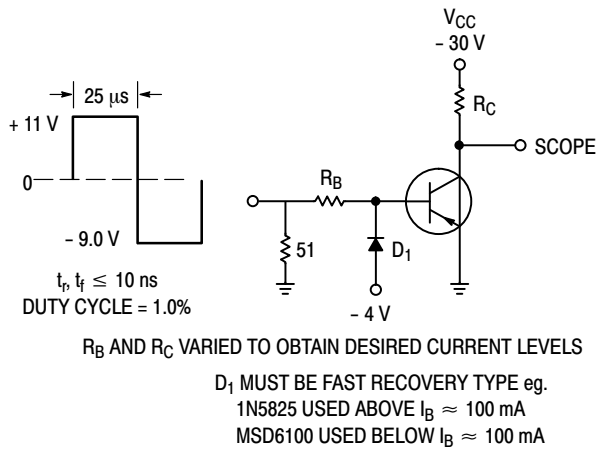 V_CC
– 30 V
25 µs
+ 11 V
R_C
SCOPE
0
R_B
– 9.0 V
51
D_1
t_r, t_f ≤ 10 ns
DUTY CYCLE = 1.0%
– 4 V
R_B AND R_C VARIED TO OBTAIN DESIRED CURRENT LEVELS
D_1 MUST BE FAST RECOVERY TYPE eg.
1N5825 USED ABOVE I_B ≈ 100 mA
MSD6100 USED BELOW I_B ≈ 100 mA